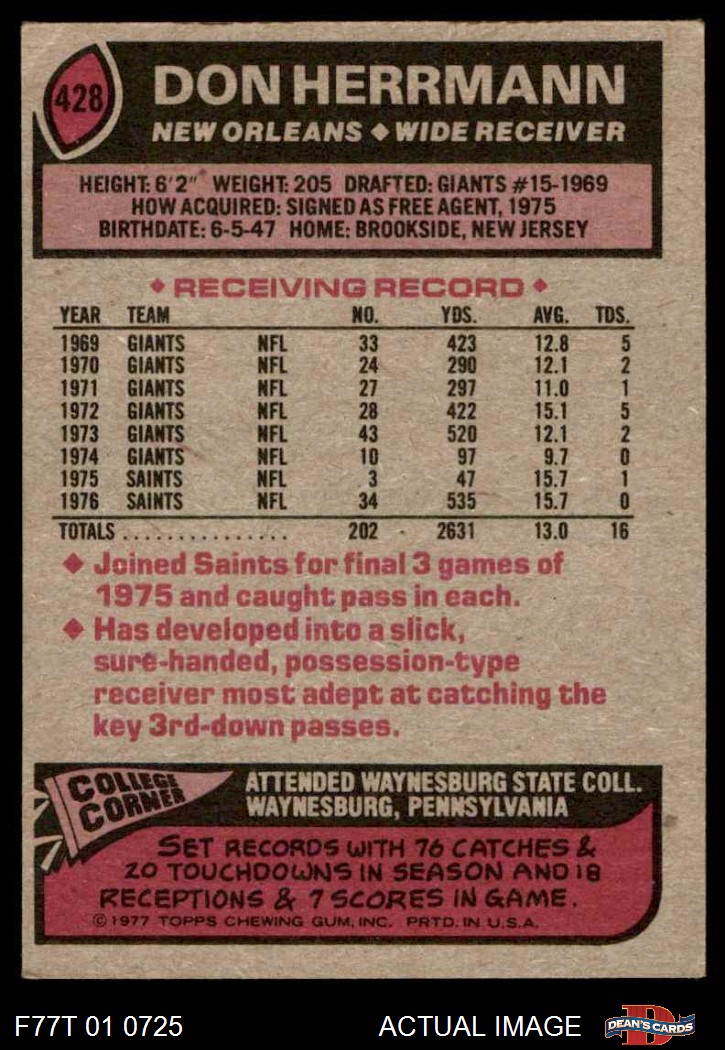 428
DON HERRMANN
NEW ORLEANS ◆ WIDE RECEIVER
HEIGHT: 6'2" WEIGHT: 205 DRAFTED: GIANTS #15-1969
HOW ACQUIRED: SIGNED AS FREE AGENT, 1975
BIRTHDATE: 6-5-47 HOME: BROOKSIDE, NEW JERSEY
◆ RECEIVING RECORD ◆
YEAR TEAM NO. YDS. AVG. TDS.
1969 GIANTS NFL 33 423 12.8 5
1970 GIANTS NFL 24 290 12.1 2
1971 GIANTS NFL 27 297 11.0 1
1972 GIANTS NFL 28 422 15.1 5
1973 GIANTS NFL 43 520 12.1 2
1974 GIANTS NFL 10 97 9.7 0
1975 SAINTS NFL 3 47 15.7 1
1976 SAINTS NFL 34 535 15.7 0
TOTALS ............... 202 2631 13.0 16
◆ Joined Saints for final 3 games of
1975 and caught pass in each.
◆ Has developed into a slick,
sure-handed, possession-type
receiver most adept at catching the
key 3rd-down passes.
COLLEGE
CORNER
ATTENDED WAYNESBURG STATE COLL.
WAYNESBURG, PENNSYLVANIA
SET RECORDS WITH 76 CATCHES &
20 TOUCHDOWNS IN SEASON AND 18
RECEPTIONS & 7 SCORES IN GAME.
© 1977 TOPPS CHEWING GUM, INC. PRTD. IN U.S.A.
F77T 01 0725
ACTUAL IMAGE
D
DEAN'S CARDS